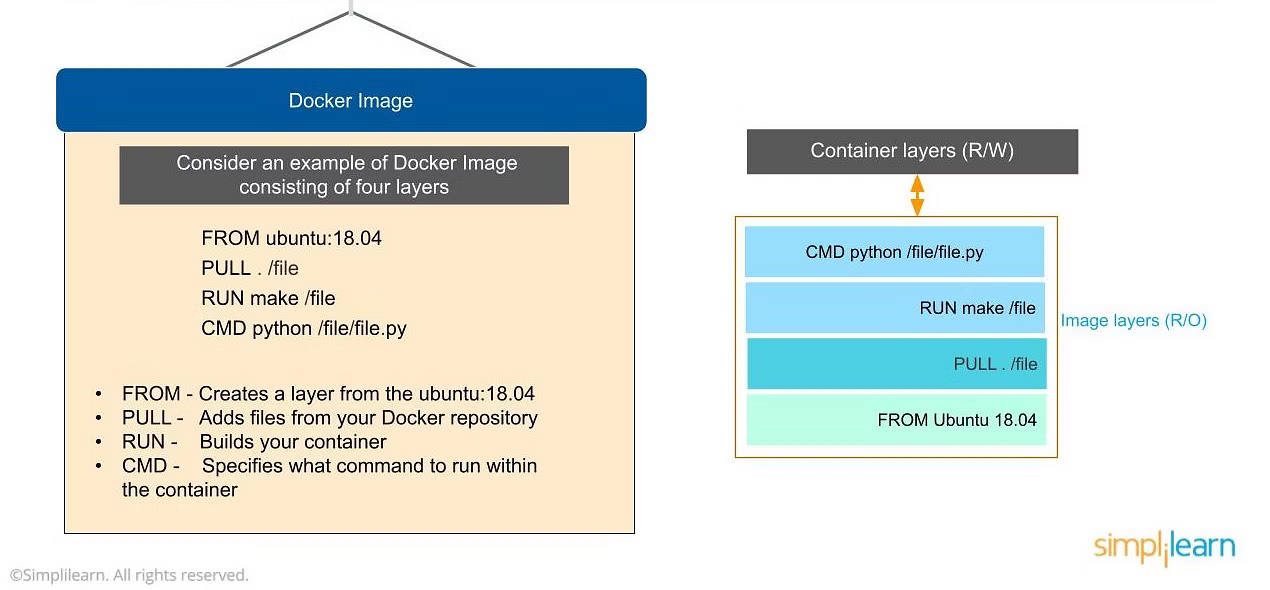 Docker Image
Consider an example of Docker Image
consisting of four layers
FROM ubuntu:18.04
PULL . /file
RUN make /file
CMD python /file/file.py
• FROM - Creates a layer from the ubuntu:18.04
• PULL - Adds files from your Docker repository
• RUN - Builds your container
• CMD - Specifies what command to run within
the container
Container layers (R/W)
CMD python /file/file.py
RUN make /file
PULL . /file
FROM Ubuntu 18.04
Image layers (R/O)
simplilearn
©Simplilearn. All rights reserved.